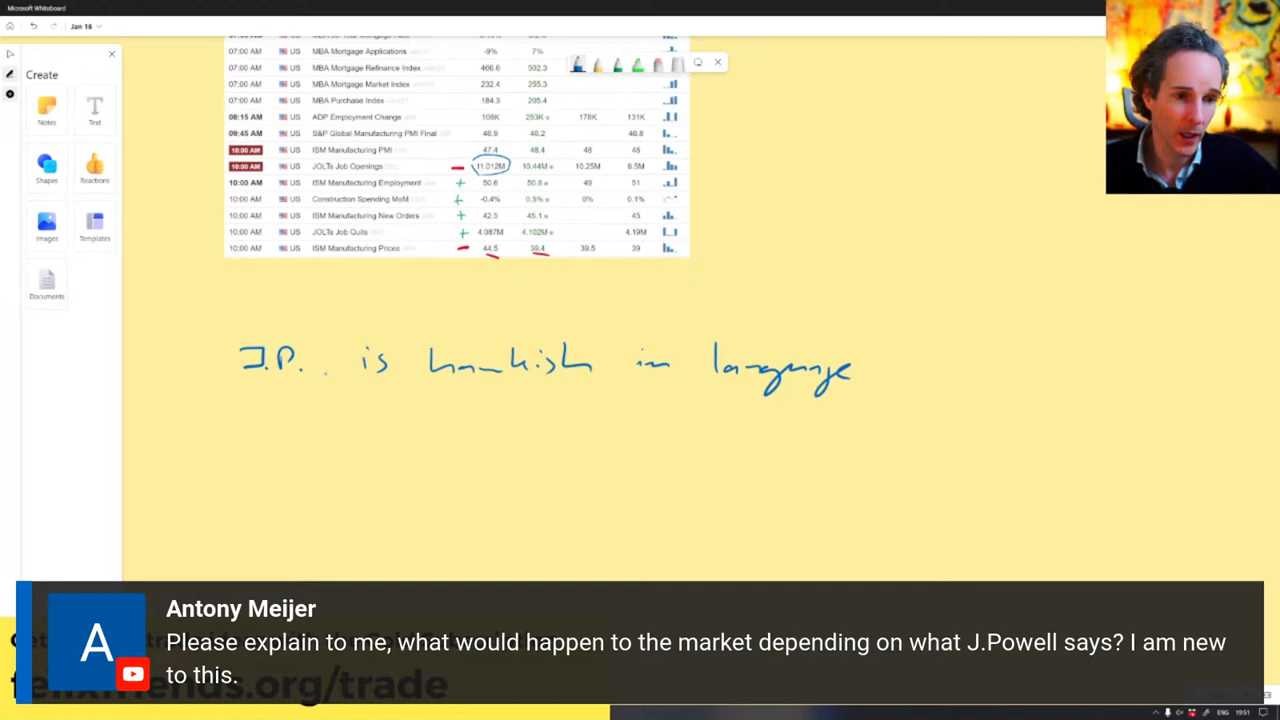 Microsoft Whiteboard
Jan 16
Create
Notes
Text
Shapes
Reactions
Images
Templates
Documents
07:00 AM US MBA Mortgage Applications -9% 7%
07:00 AM US MBA Mortgage Refinance Index 466.6 502.3
07:00 AM US MBA Mortgage Market Index 232.4 255.3
07:00 AM US MBA Purchase Index 184.3 205.4
08:15 AM US ADP Employment Change 106K 253K 178K 131K
09:45 AM US S&P Global Manufacturing PMI Final 46.9 46.2 46.8
10:00 AM US ISM Manufacturing PMI 47.4 48.4 48 48
10:00 AM US JOLTs Job Openings - 11.012M 10.44M 10.25M 9.5M
10:00 AM US ISM Manufacturing Employment + 50.6 50.8 49 51
10:00 AM US Construction Spending MoM + -0.4% 0.5% 0% 0.1%
10:00 AM US ISM Manufacturing New Orders + 42.5 45.1 45
10:00 AM US JOLTs Job Quits + 4.087M 4.102M 4.19M
10:00 AM US ISM Manufacturing Prices - 44.5 39.4 39.5 39
J.P. is hawkish in language
A
Antony Meijer
Please explain to me, what would happen to the market depending on what J.Powell says? I am new
to this.
felixfriends.org/trade
ENG 19:51